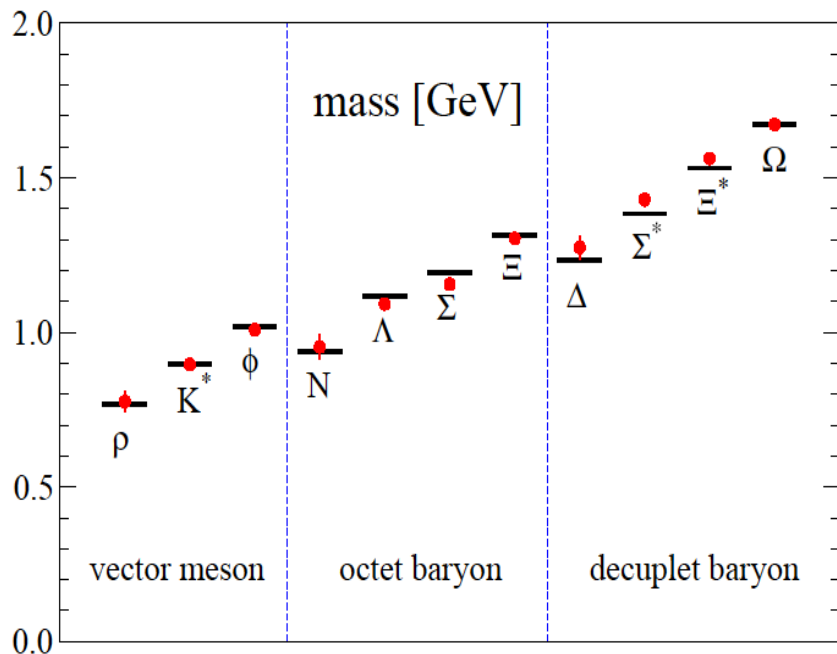 2.0
mass [GeV]
1.5
1.0
0.5
0.0
ρ
K*
ϕ
N
Λ
Σ
Ξ
Δ
Σ*
Ξ*
Ω
vector meson
octet baryon
decuplet baryon